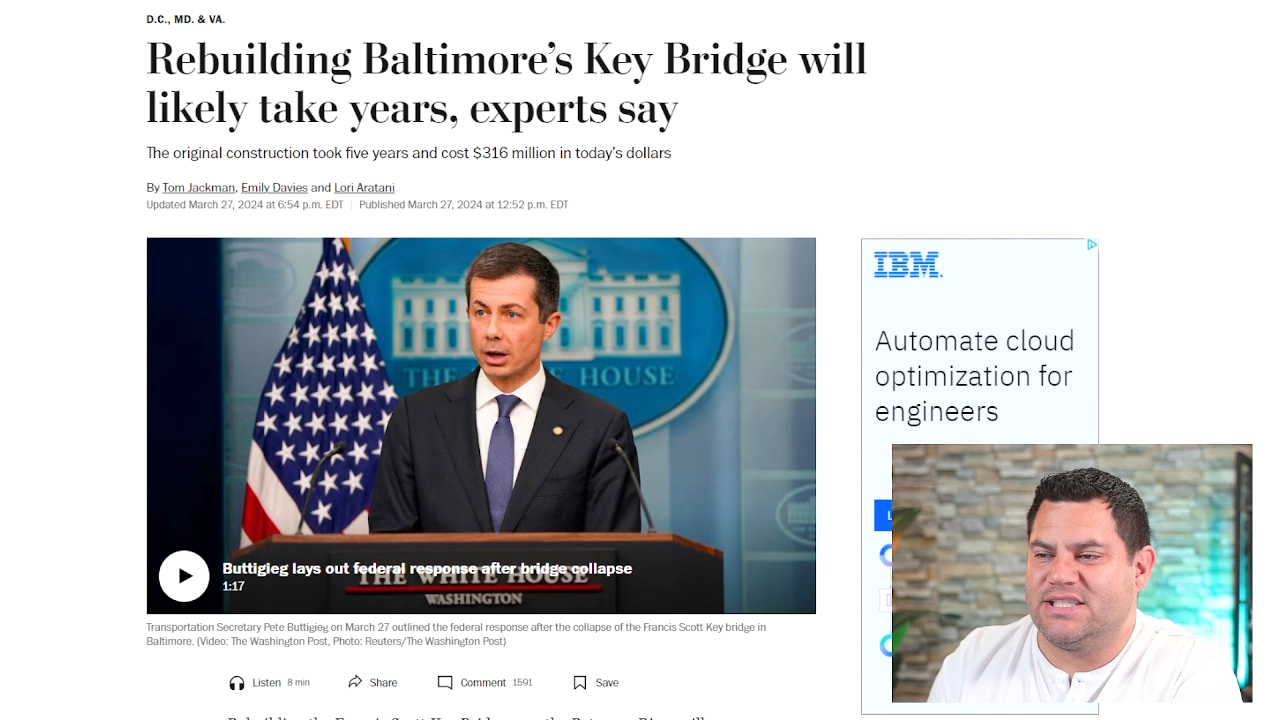 D.C., MD. & VA.
Rebuilding Baltimore’s Key Bridge will
likely take years, experts say
The original construction took five years and cost $316 million in today’s dollars
By Tom Jackman, Emily Davies and Lori Aratani
Updated March 27, 2024 at 6:54 p.m. EDT | Published March 27, 2024 at 12:52 p.m. EDT
THE WHITE HOUSE
Buttigieg lays out federal response after bridge collapse
1:17
THE WHITE HOUSE
WASHINGTON
Transportation Secretary Pete Buttigieg on March 27 outlined the federal response after the collapse of the Francis Scott Key bridge in
Baltimore. (Video: The Washington Post, Photo: Reuters/The Washington Post)
Listen 8 min
Share
Comment 1591
Save
IBM.
Automate cloud
optimization for
engineers